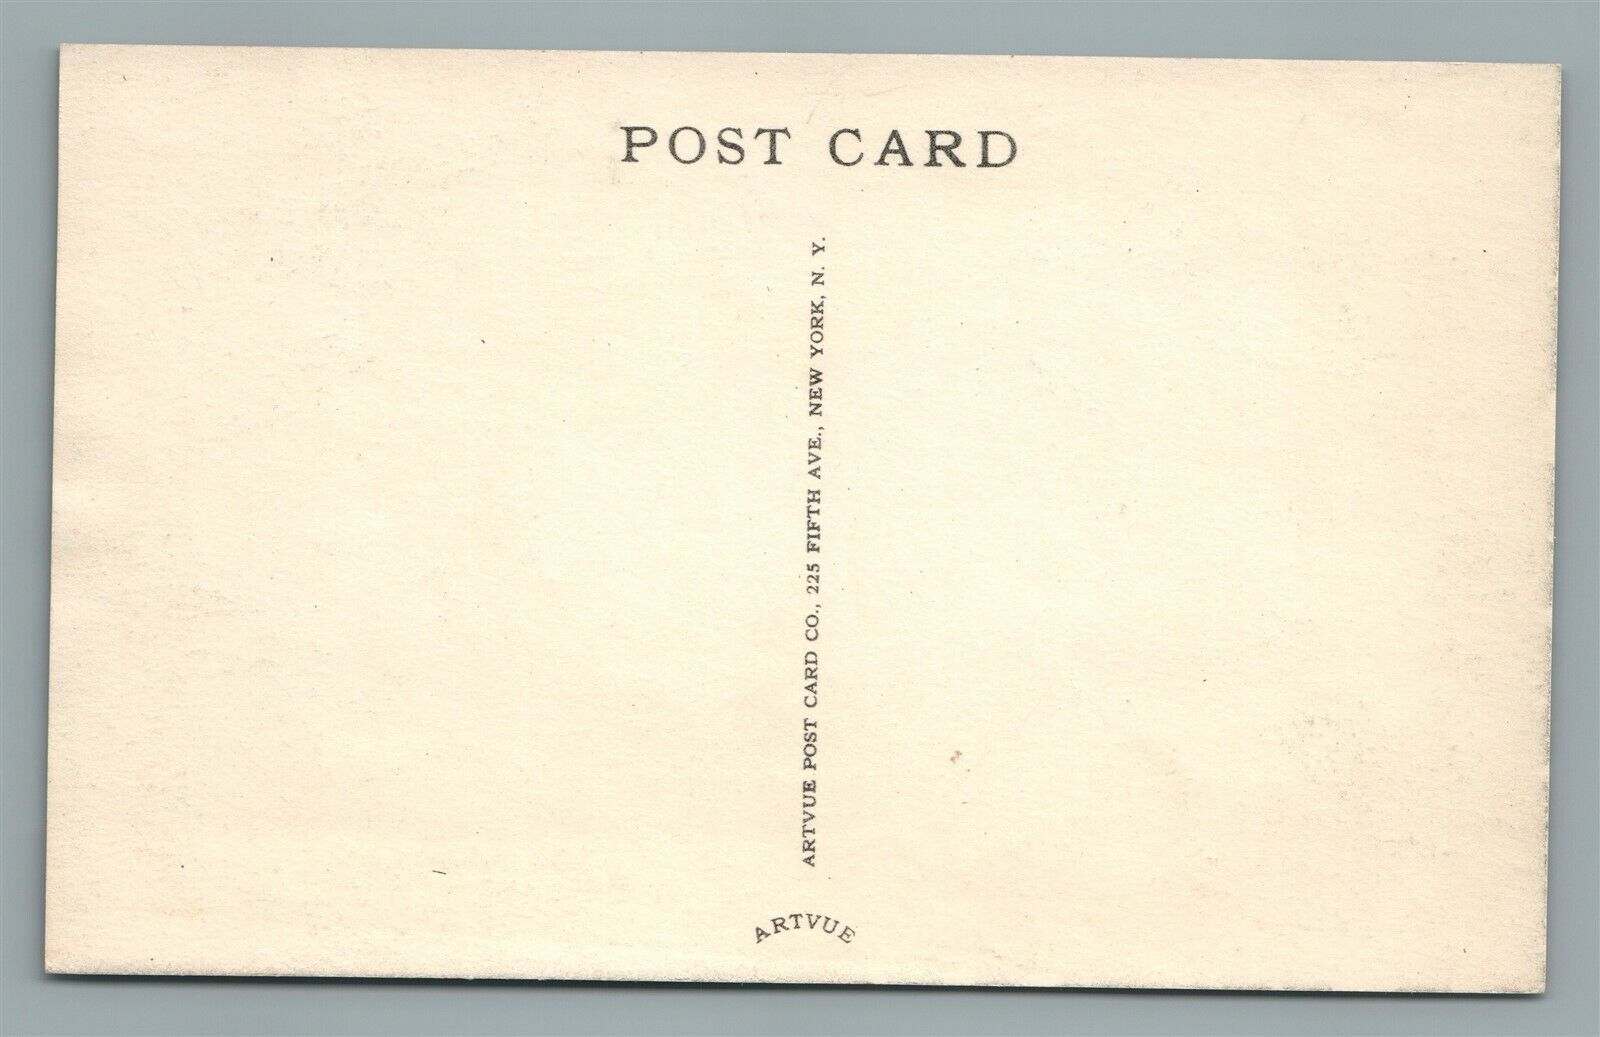 POST CARD
ARTVUE POST CARD CO., 225 FIFTH AVE., NEW YORK, N. Y.
ARTVUE